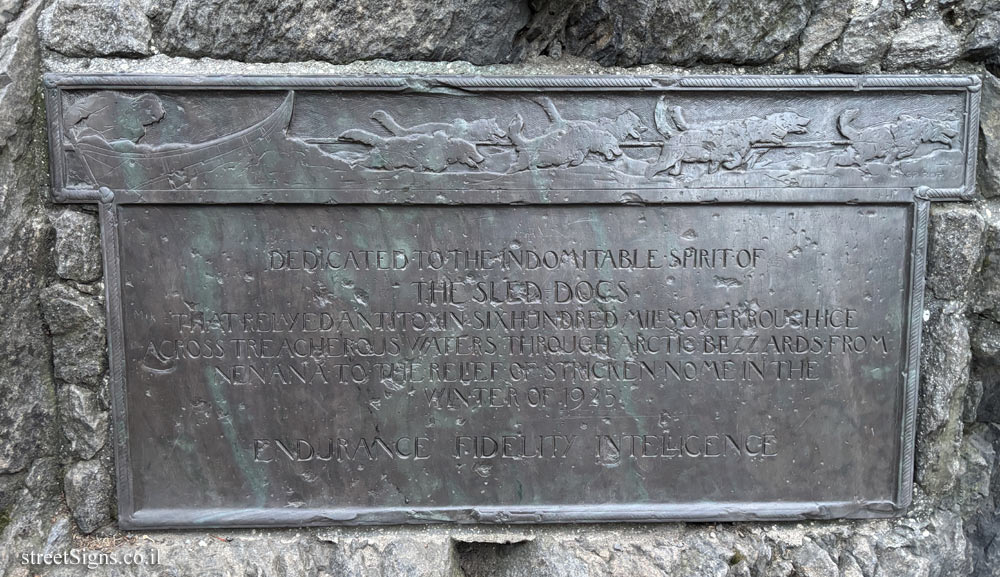 DEDICATED·TO·THE·INDOMITABLE·SPIRIT·OF
THE·SLED·DOGS
THAT·RELAYED·ANTITOXIN·SIX·HUNDRED·MILES·OVER·ROUGH·ICE
ACROSS·TREACHEROUS·WATERS·THROUGH·ARCTIC·BLIZZARDS·FROM
NENANA·TO·THE·RELIEF·OF·STRICKEN·NOME·IN·THE
WINTER·OF·1925
ENDURANCE · FIDELITY · INTELLIGENCE
streetSigns.co.il